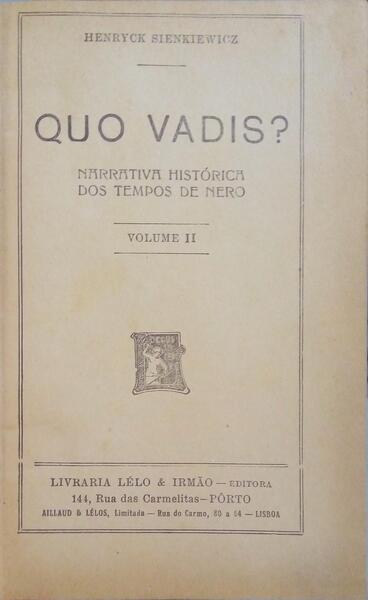 HENRYCK SIENKIEWICZ
QUO VADIS?
NARRATIVA HISTÓRICA
DOS TEMPOS DE NERO
VOLUME II
LIVRARIA LÉLO & IRMÃO — EDITORA
144, Rua das Carmelitas — PÔRTO
AILLAUD & LÉLOS, Limitada — Rua do Carmo, 80 a 84 — LISBOA